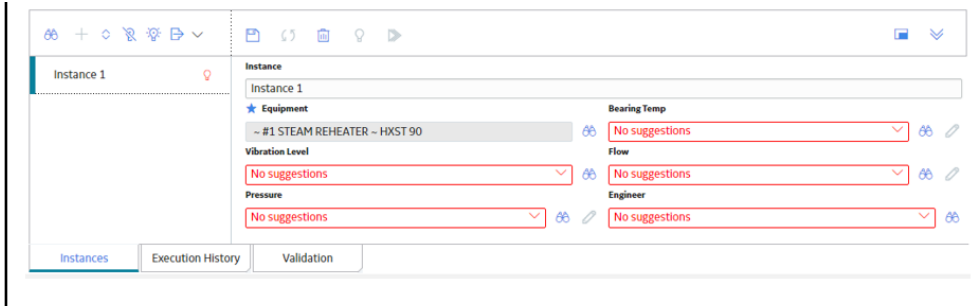 Instance 1
Instance
Instance 1
Equipment
~ #1 STEAM REHEATER ~ HXST 90
Bearing Temp
No suggestions
Vibration Level
No suggestions
Flow
No suggestions
Pressure
No suggestions
Engineer
No suggestions
Instances
Execution History
Validation